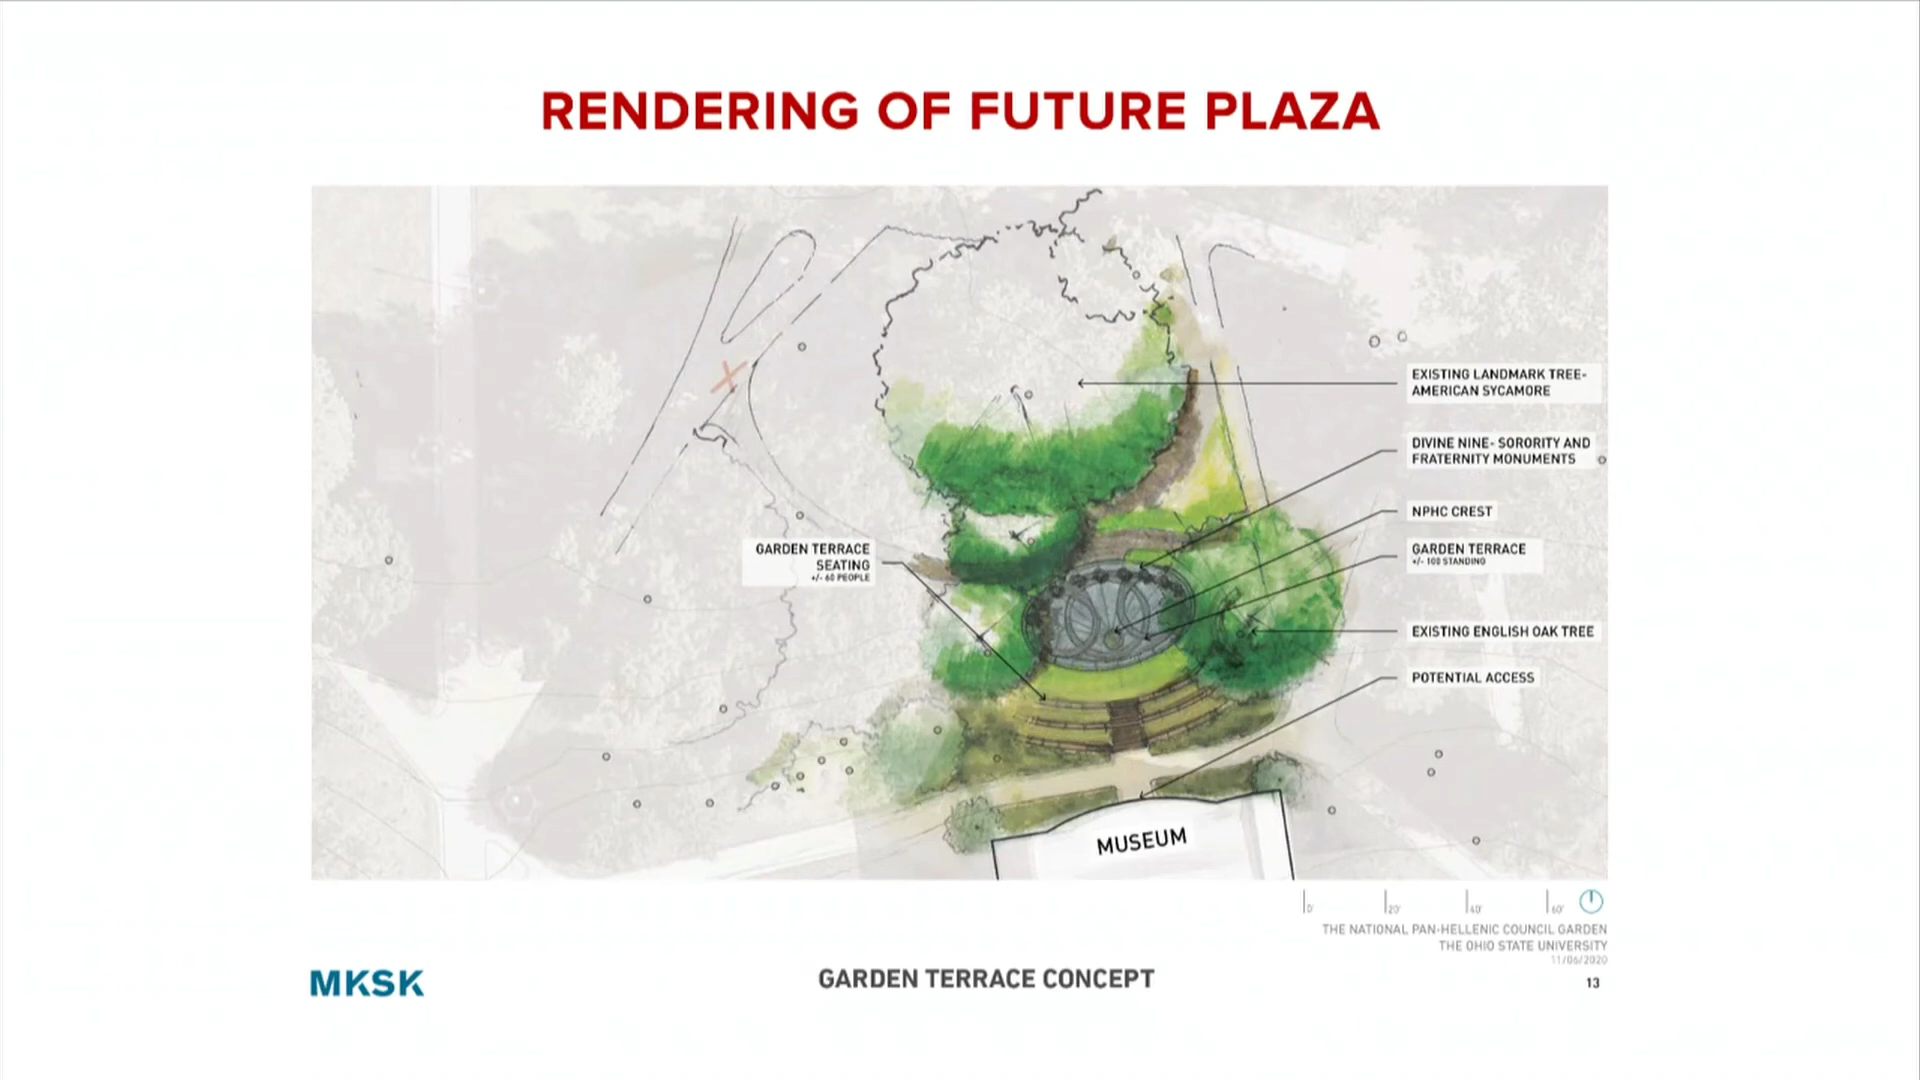 RENDERING OF FUTURE PLAZA
EXISTING LANDMARK TREE-
AMERICAN SYCAMORE
DIVINE NINE- SORORITY AND
FRATERNITY MONUMENTS
NPHC CREST
GARDEN TERRACE
+/- 100 STANDING
GARDEN TERRACE
SEATING
+/- 60 PEOPLE
EXISTING ENGLISH OAK TREE
POTENTIAL ACCESS
MUSEUM
0' 20' 40' 60'
THE NATIONAL PAN-HELLENIC COUNCIL GARDEN
THE OHIO STATE UNIVERSITY
11/06/2020
MKSK
GARDEN TERRACE CONCEPT
13